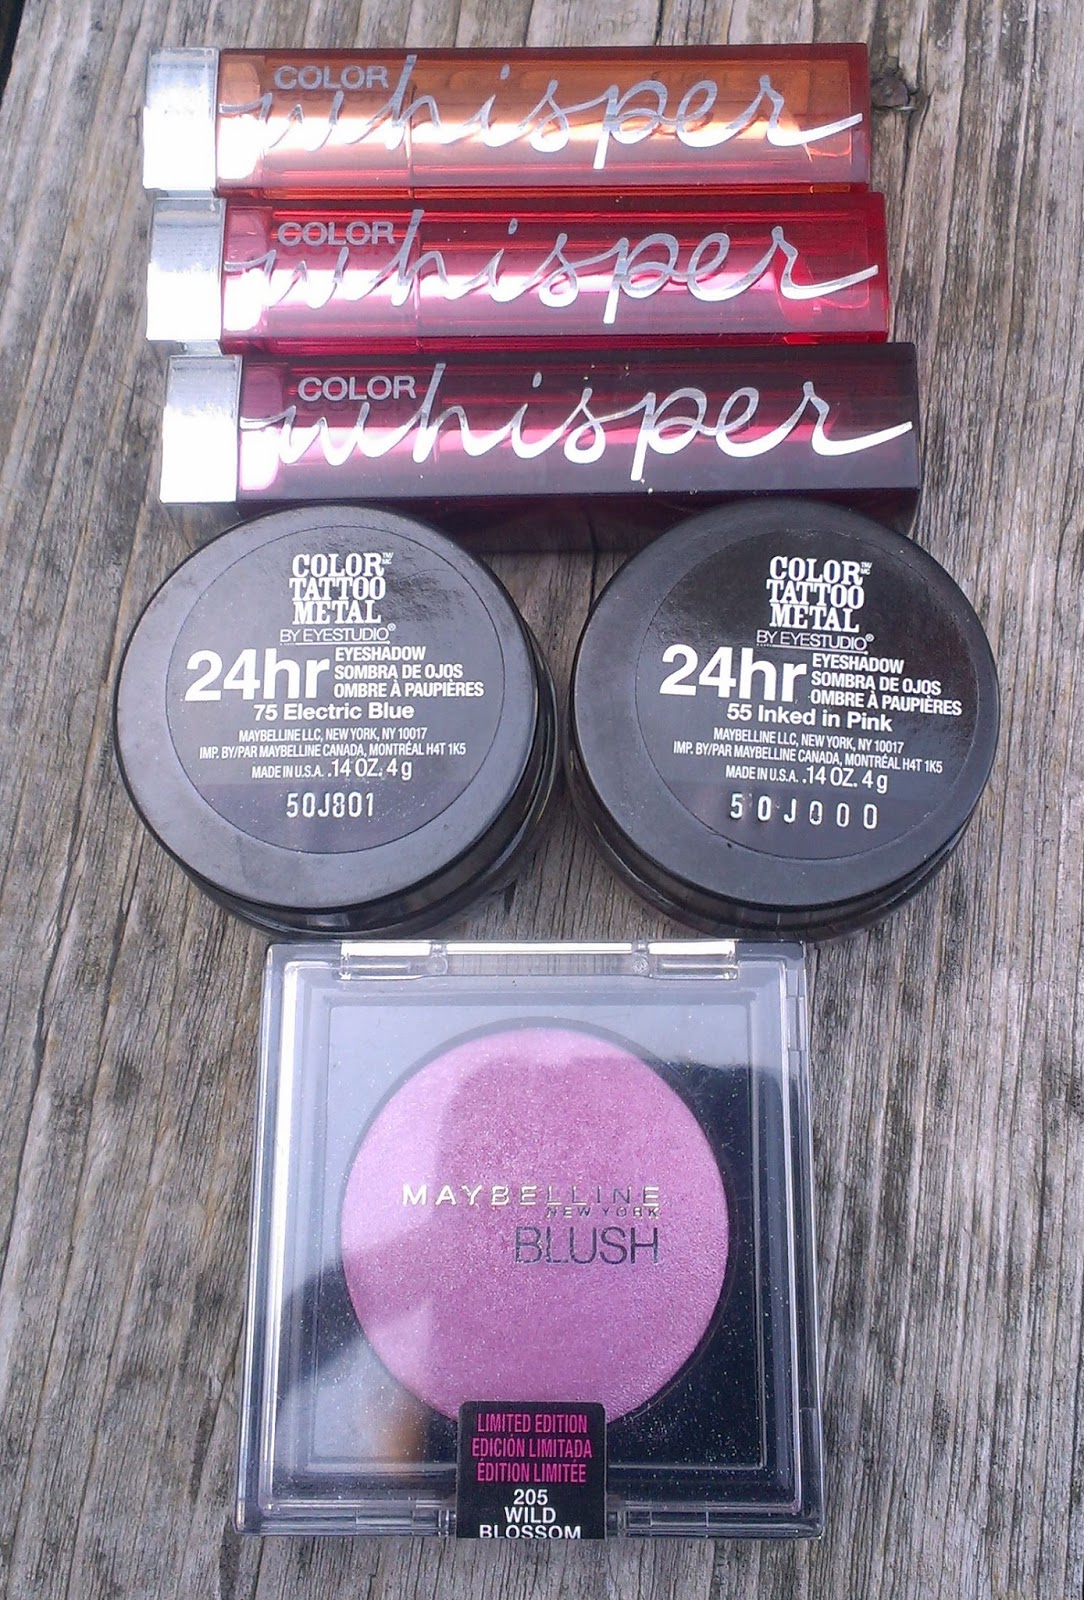 COLOR
whisper
COLOR
whisper
COLOR
whisper
COLOR TM/MC
TATTOO
METAL
BY EYESTUDIO®
24hr
EYESHADOW
SOMBRA DE OJOS
OMBRE À PAUPIÈRES
75 Electric Blue
MAYBELLINE LLC, NEW YORK, NY 10017
IMP. BY/PAR MAYBELLINE CANADA, MONTRÉAL H4T 1K5
MADE IN U.S.A. .14 OZ. 4 g
50J801
COLOR TM/MC
TATTOO
METAL
BY EYESTUDIO®
24hr
EYESHADOW
SOMBRA DE OJOS
OMBRE À PAUPIÈRES
55 Inked in Pink
MAYBELLINE LLC, NEW YORK, NY 10017
IMP. BY/PAR MAYBELLINE CANADA, MONTRÉAL H4T 1K5
MADE IN U.S.A. .14 OZ. 4 g
50J000
MAYBELLINE
NEW YORK
BLUSH
LIMITED EDITION
EDICIÓN LIMITADA
ÉDITION LIMITÉE
205
WILD
BLOSSOM